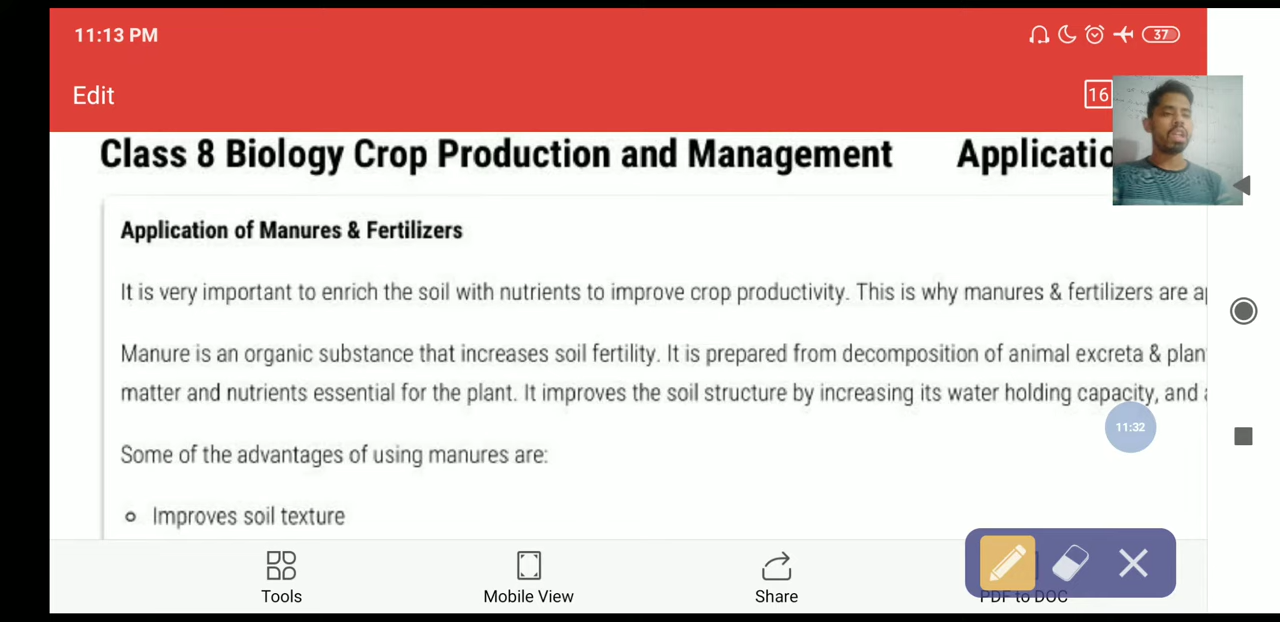 11:13 PM
37
Edit
16
Class 8 Biology Crop Production and Management Applicatio
Application of Manures & Fertilizers
It is very important to enrich the soil with nutrients to improve crop productivity. This is why manures & fertilizers are
Manure is an organic substance that increases soil fertility. It is prepared from decomposition of animal excreta & plan
matter and nutrients essential for the plant. It improves the soil structure by increasing its water holding capacity, and
11:32
Some of the advantages of using manures are:
Improves soil texture
Tools
Mobile View
Share
PDF to DOC